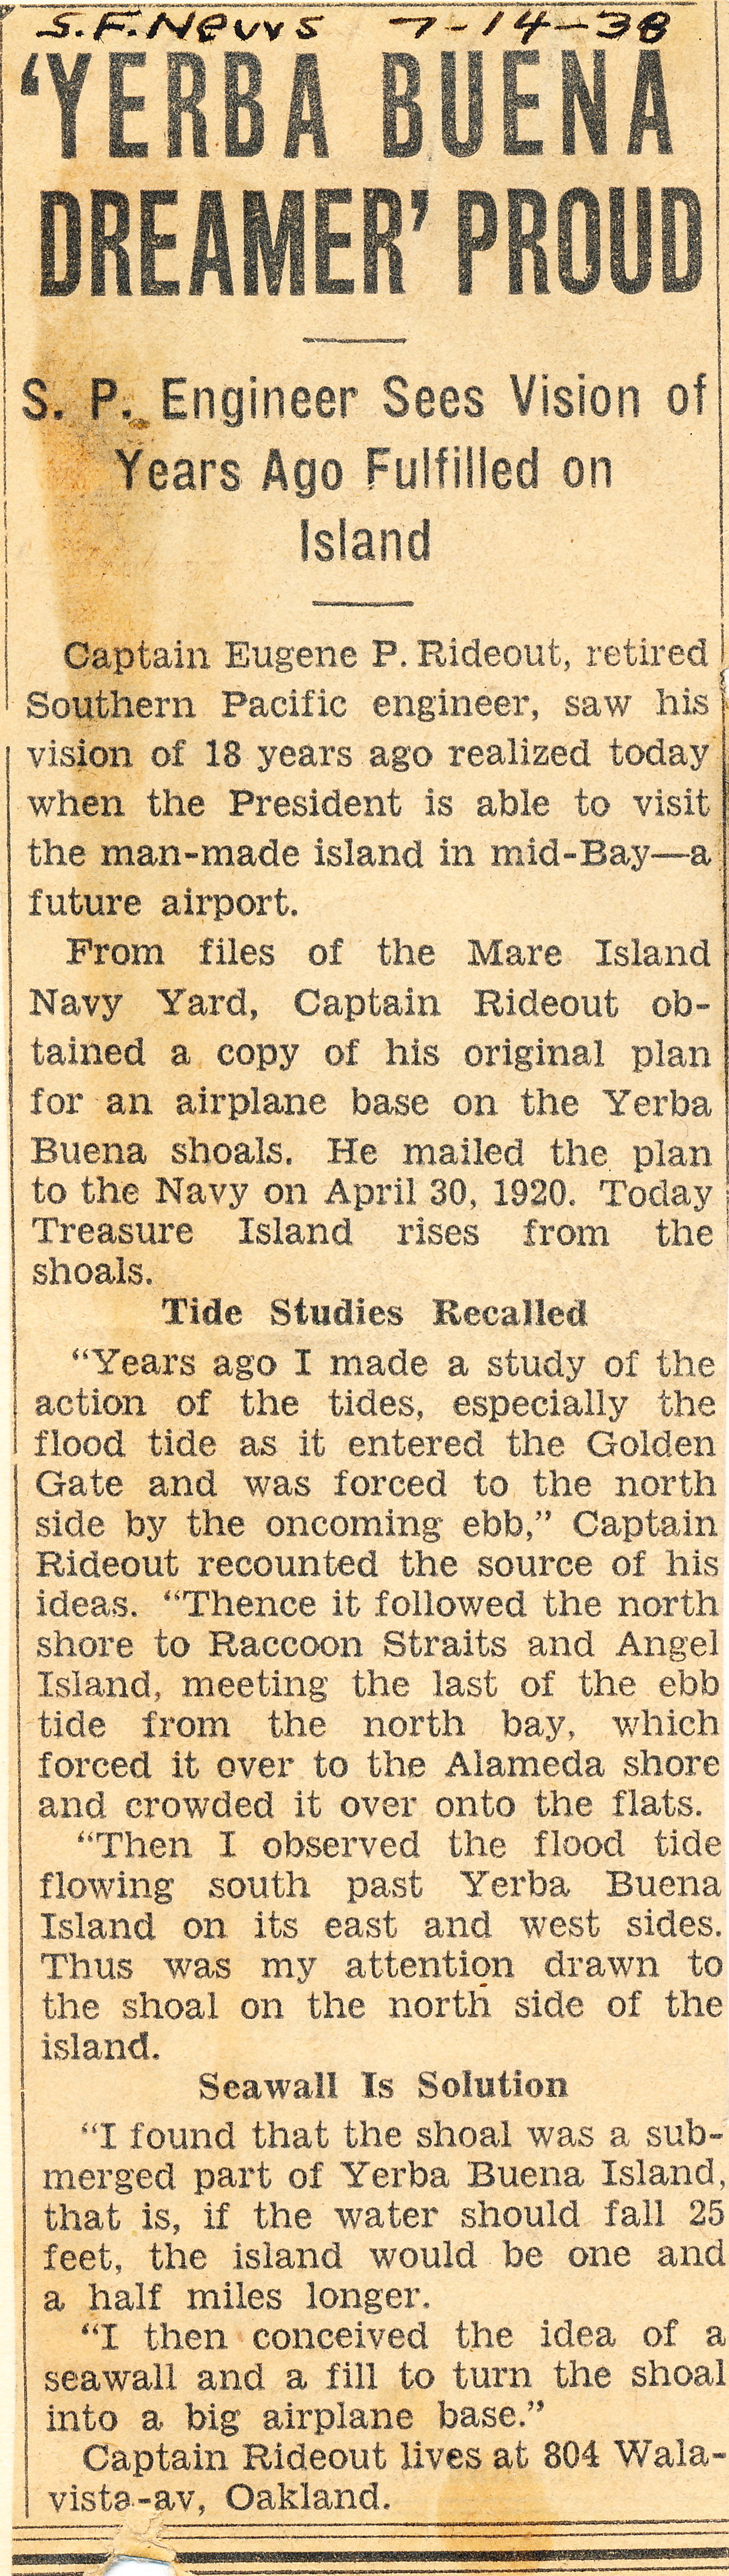 S.F. News 7-14-38
'YERBA BUENA
DREAMER' PROUD
S. P. Engineer Sees Vision of
Years Ago Fulfilled on
Island
Captain Eugene P. Rideout, retired
Southern Pacific engineer, saw his
vision of 18 years ago realized today
when the President is able to visit
the man-made island in mid-Bay—a
future airport.
From files of the Mare Island
Navy Yard, Captain Rideout ob-
tained a copy of his original plan
for an airplane base on the Yerba
Buena shoals. He mailed the plan
to the Navy on April 30, 1920. Today
Treasure Island rises from the
shoals.
Tide Studies Recalled
"Years ago I made a study of the
action of the tides, especially the
flood tide as it entered the Golden
Gate and was forced to the north
side by the oncoming ebb," Captain
Rideout recounted the source of his
ideas. "Thence it followed the north
shore to Raccoon Straits and Angel
Island, meeting the last of the ebb
tide from the north bay, which
forced it over to the Alameda shore
and crowded it over onto the flats.
"Then I observed the flood tide
flowing south past Yerba Buena
Island on its east and west sides.
Thus was my attention drawn to
the shoal on the north side of the
island.
Seawall Is Solution
"I found that the shoal was a sub-
merged part of Yerba Buena Island,
that is, if the water should fall 25
feet, the island would be one and
a half miles longer.
"I then conceived the idea of a
seawall and a fill to turn the shoal
into a big airplane base."
Captain Rideout lives at 804 Wala-
vista-av, Oakland.